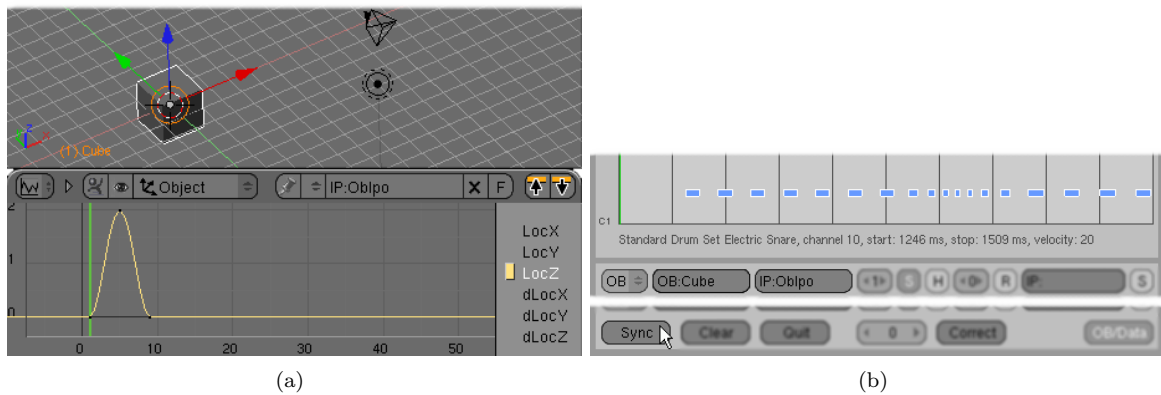 z
x
(1) Cube
Object
IP:ObIpo
X
F
2
1
0
LocX
LocY
LocZ
dLocX
dLocY
dLocZ
0 10 20 30 40 50
(a)
C1
Standard Drum Set Electric Snare, channel 10, start: 1246 ms, stop: 1509 ms, velocity: 20
OB
OB:Cube
IP:ObIpo
1
S
H
0
R
IP:
S
Sync
Clear
Quit
0
Correct
OB/Data
(b)